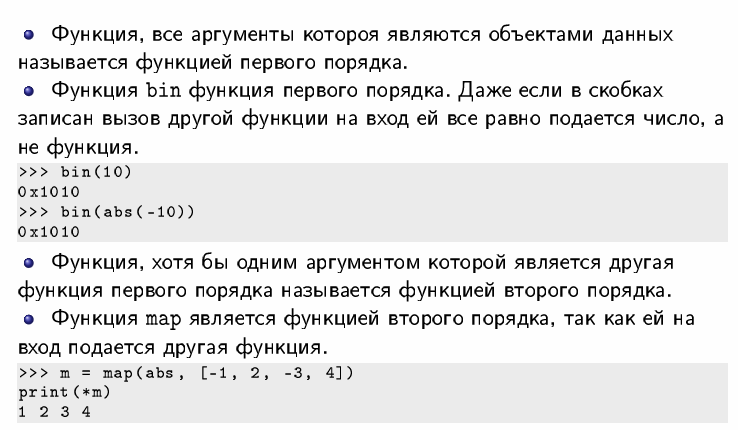 Функция, все аргументы котороя являются объектами данных
называется функцией первого порядка.
Функция bin функция первого порядка. Даже если в скобках
записан вызов другой функции на вход ей все равно подается число, а
не функция.
>>> bin(10)
0x1010
>>> bin(abs(-10))
0x1010
Функция, хотя бы одним аргументом которой является другая
функция первого порядка называется функцией второго порядка.
Функция map является функцией второго порядка, так как ей на
вход подается другая функция.
>>> m = map(abs, [-1, 2, -3, 4])
print(*m)
1 2 3 4